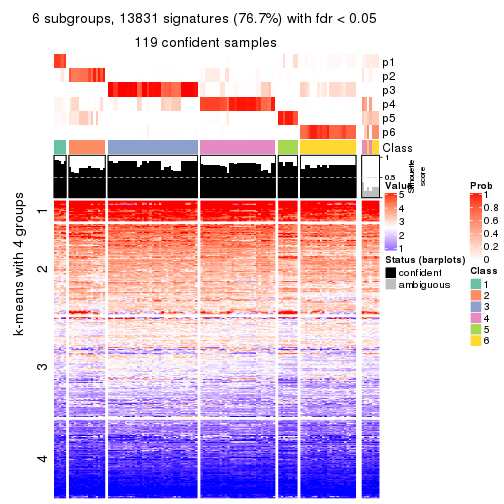 6 subgroups, 13831 signatures (76.7%) with fdr < 0.05
119 confident samples
p1
p2
p3
p4
p5
p6
Class
1
0.5
0
Silhouette
score
k-means with 4 groups
1
2
3
4
Value
5
4
3
2
1
Status (barplots)
confident
ambiguous
Prob
1
0.8
0.6
0.4
0.2
0
Class
1
2
3
4
5
6